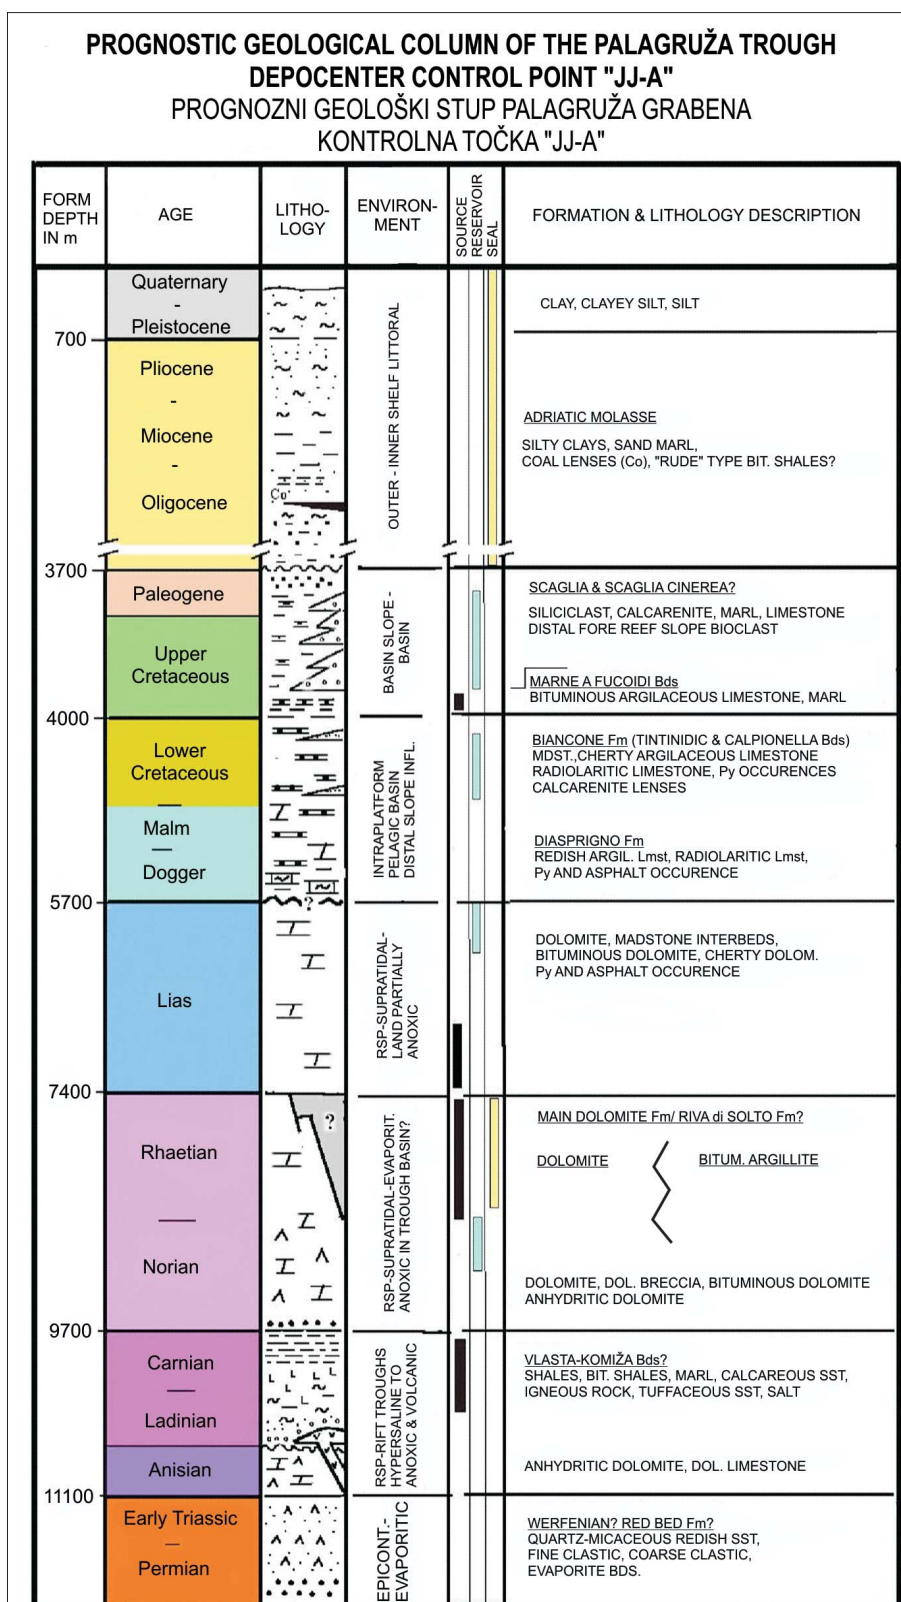 PROGNOSTIC GEOLOGICAL COLUMN OF THE PALAGRUŽA TROUGH
DEPOCENTER CONTROL POINT "JJ-A"
PROGNOZNI GEOLOŠKI STUP PALAGRUŽA GRABENA
KONTROLNA TOČKA "JJ-A"
FORM
DEPTH
IN m
AGE
LITHO-
LOGY
ENVIRON-
MENT
SOURCE
RESERVOIR
SEAL
FORMATION & LITHOLOGY DESCRIPTION
Quaternary
-
Pleistocene
CLAY, CLAYEY SILT, SILT
700
Pliocene
-
Miocene
-
Oligocene
Co
OUTER - INNER SHELF LITTORAL
ADRIATIC MOLASSE
SILTY CLAYS, SAND MARL,
COAL LENSES (Co), "RUDE" TYPE BIT. SHALES?
3700
Paleogene
Upper
Cretaceous
BASIN SLOPE -
BASIN
SCAGLIA & SCAGLIA CINEREA?
SILICICLAST, CALCARENITE, MARL, LIMESTONE
DISTAL FORE REEF SLOPE BIOCLAST
MARNE A FUCOIDI Bds
BITUMINOUS ARGILACEOUS LIMESTONE, MARL
4000
Lower
Cretaceous
Malm
—
Dogger
?
INTRAPLATFORM
PELAGIC BASIN
DISTAL SLOPE INFL.
BIANCONE Fm (TINTINIDIC & CALPIONELLA Bds)
MDST.,CHERTY ARGILACEOUS LIMESTONE
RADIOLARITIC LIMESTONE, Py OCCURENCES
CALCARENITE LENSES
DIASPRIGNO Fm
REDISH ARGIL. Lmst, RADIOLARITIC Lmst,
Py AND ASPHALT OCCURENCE
5700
Lias
RSP-SUPRATIDAL-
LAND PARTIALLY
ANOXIC
DOLOMITE, MADSTONE INTERBEDS,
BITUMINOUS DOLOMITE, CHERTY DOLOM.
Py AND ASPHALT OCCURENCE
7400
Rhaetian
—
Norian
?
RSP-SUPRATIDAL-EVAPORIT.
ANOXIC IN TROUGH BASIN?
MAIN DOLOMITE Fm/ RIVA di SOLTO Fm?
DOLOMITE
BITUM. ARGILLITE
DOLOMITE, DOL. BRECCIA, BITUMINOUS DOLOMITE
ANHYDRITIC DOLOMITE
9700
Carnian
—
Ladinian
Anisian
RSP-RIFT TROUGHS
HYPERSALINE TO
ANOXIC & VOLCANIC
VLASTA-KOMIŽA Bds?
SHALES, BIT. SHALES, MARL, CALCAREOUS SST,
IGNEOUS ROCK, TUFFACEOUS SST, SALT
ANHYDRITIC DOLOMITE, DOL. LIMESTONE
11100
Early Triassic
—
Permian
EPICONT.-
EVAPORITIC
WERFENIAN? RED BED Fm?
QUARTZ-MICACEOUS REDISH SST,
FINE CLASTIC, COARSE CLASTIC,
EVAPORITE BDS.